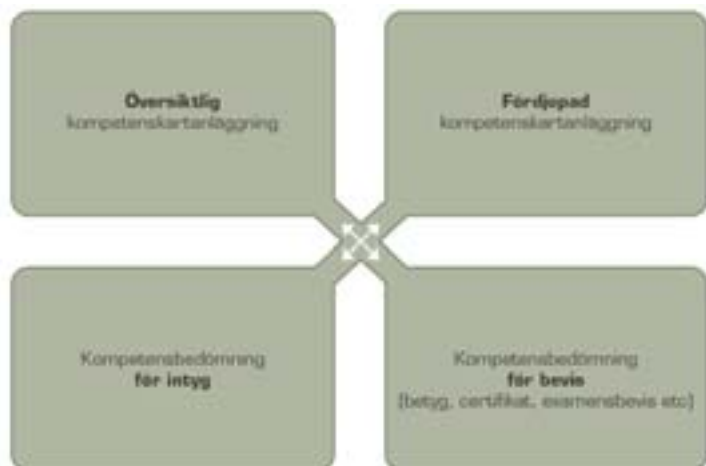 Översiktlig
kompetenskartanläggning
Fördjupad
kompetenskartanläggning
Kompetensbedömning
för intyg
Kompetensbedömning
för bevis
(betyg, certifikat, examensbevis etc)